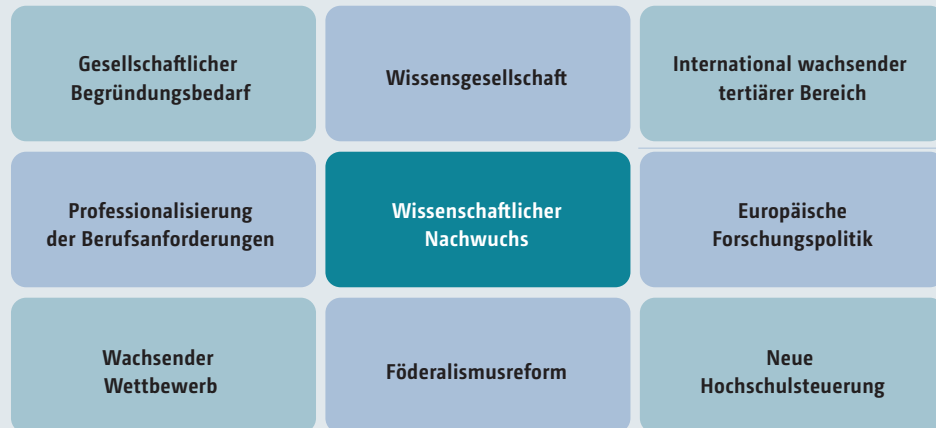 Gesellschaftlicher
Begründungsbedarf
Wissensgesellschaft
International wachsender
tertiärer Bereich
Professionalisierung
der Berufsanforderungen
Wissenschaftlicher
Nachwuchs
Europäische
Forschungspolitik
Wachsender
Wettbewerb
Föderalismusreform
Neue
Hochschulsteuerung